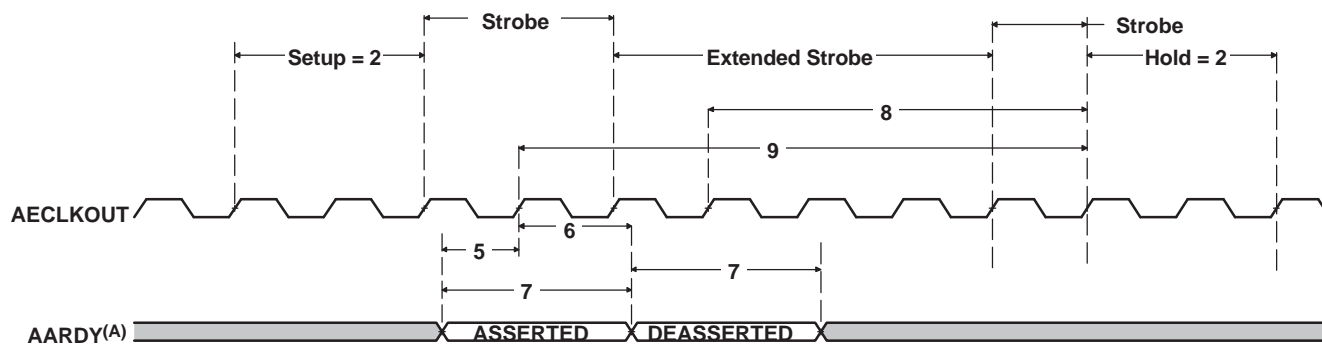 Strobe
Strobe
Setup = 2
Extended Strobe
Hold = 2
8
9
AECLKOUT
5
6
7
7
AARDY(A)
ASSERTED
DEASSERTED